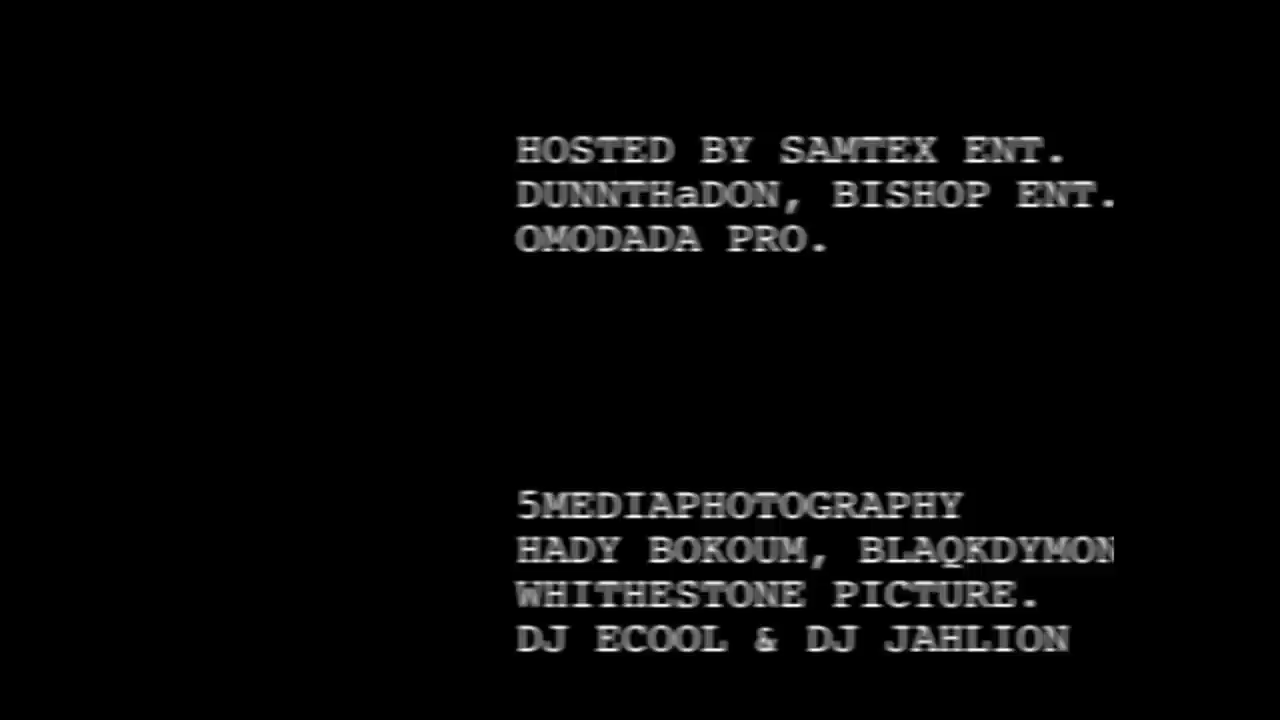 HOSTED BY SAMTEX ENT.
DUNNTHaDON, BISHOP ENT.
OMODADA PRO.
5MEDIAPHOTOGRAPHY
HADY BOKOUM, BLAQKDYMON
WHITHESTONE PICTURE.
DJ ECOOL & DJ JAHLION